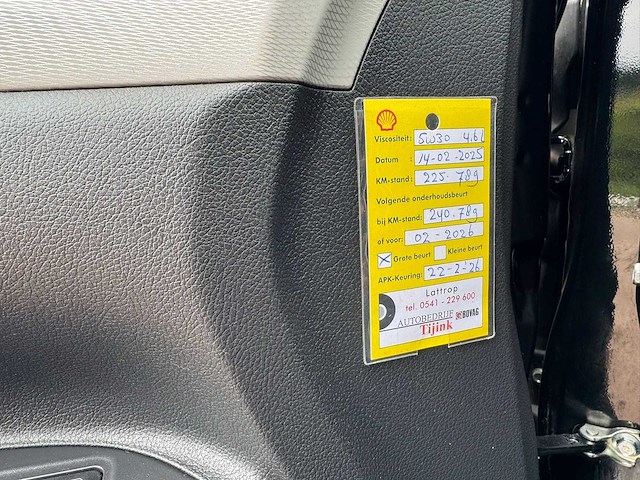 Viscositeit: 5W30 4.6l
Datum : 14-02-2025
KM-stand: 225.789
Volgende onderhoudsbeurt
bij KM-stand: 240.789
of voor: 02-2026
Grote beurt Kleine beurt
APK-Keuring: 22-2-'26
Lattrop
tel. 0541 - 229 600
AUTOBEDRIJF BOVAG
Tijink